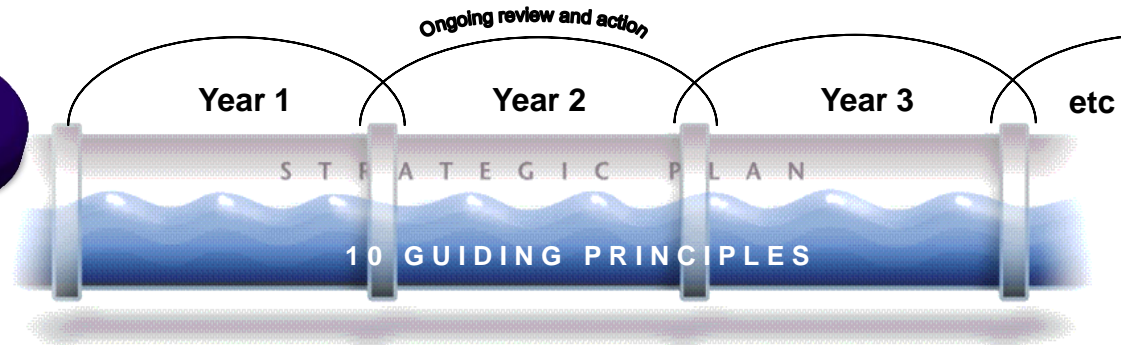 Ongoing review and action
Year 1 Year 2 Year 3 etc
STRATEGIC PLAN
10 GUIDING PRINCIPLES